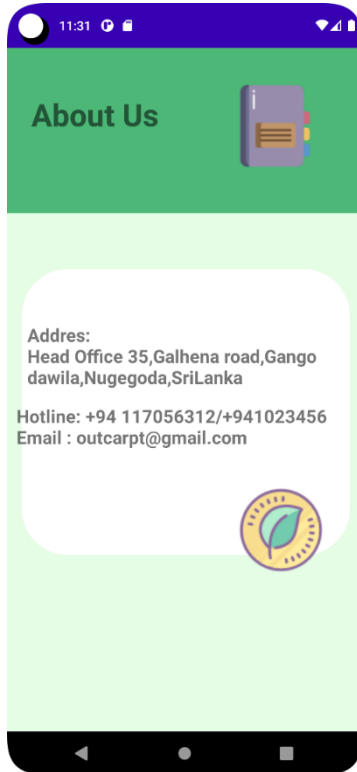 11:31
About Us
Addres:
Head Office 35,Galhena road,Gango
dawila,Nugegoda,SriLanka
Hotline: +94 117056312/+941023456
Email : outcarpt@gmail.com